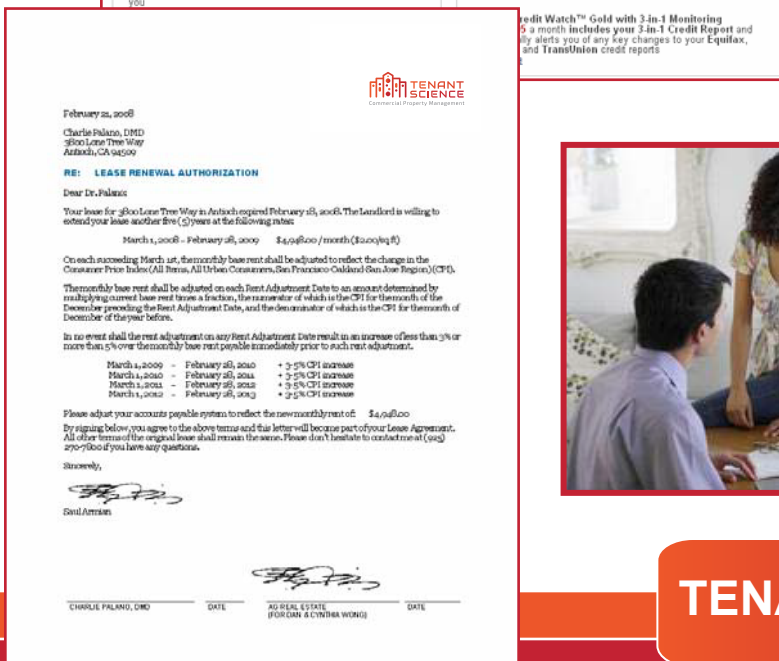 you
redit Watch™ Gold with 3-in-1 Monitoring
5 a month includes your 3-in-1 Credit Report and
lly alerts you of any key changes to your Equifax,
and TransUnion credit reports
TENANT
SCIENCE
Commercial Property Management
February 21, 2008
Charlie Palano, DMD
3800 Lone Tree Way
Antioch, CA 94509
RE: LEASE RENEWAL AUTHORIZATION
Dear Dr. Palano:
Your lease for 3800 Lone Tree Way in Antioch expired February 18, 2008. The Landlord is willing to
extend your lease another five (5) years at the following rates:
March 1, 2008 – February 28, 2009 $4,948.00 / month ($2.00/sq ft)
On each succeeding March 1st, the monthly base rent shall be adjusted to reflect the change in the
Consumer Price Index (All Items, All Urban Consumers, San Francisco-Oakland-San Jose Region) (CPI).
The monthly base rent shall be adjusted on each Rent Adjustment Date to an amount determined by
multiplying current base rent times a fraction, the numerator of which is the CPI for the month of the
December preceding the Rent Adjustment Date, and the denominator of which is the CPI for the month of
December of the year before.
In no event shall the rent adjustment on any Rent Adjustment Date result in an increase of less than 3% or
more than 5% over the monthly base rent payable immediately prior to such rent adjustment.
March 1, 2009 – February 28, 2010 + 3-5% CPI increase
March 1, 2010 – February 28, 2011 + 3-5% CPI increase
March 1, 2011 – February 28, 2012 + 3-5% CPI increase
March 1, 2012 – February 28, 2013 + 3-5% CPI increase
Please adjust your accounts payable system to reflect the new monthly rent of: $4,948.00
By signing below, you agree to the above terms and this letter will become part of your Lease Agreement.
All other terms of the original lease shall remain the same. Please don't hesitate to contact me at (925)
270-7800 if you have any questions.
Sincerely,
Saul Armian
CHARLIE PALANO, DMD DATE AG REAL ESTATE DATE
(FOR DAN & CYNTHIA WONG)
TENA